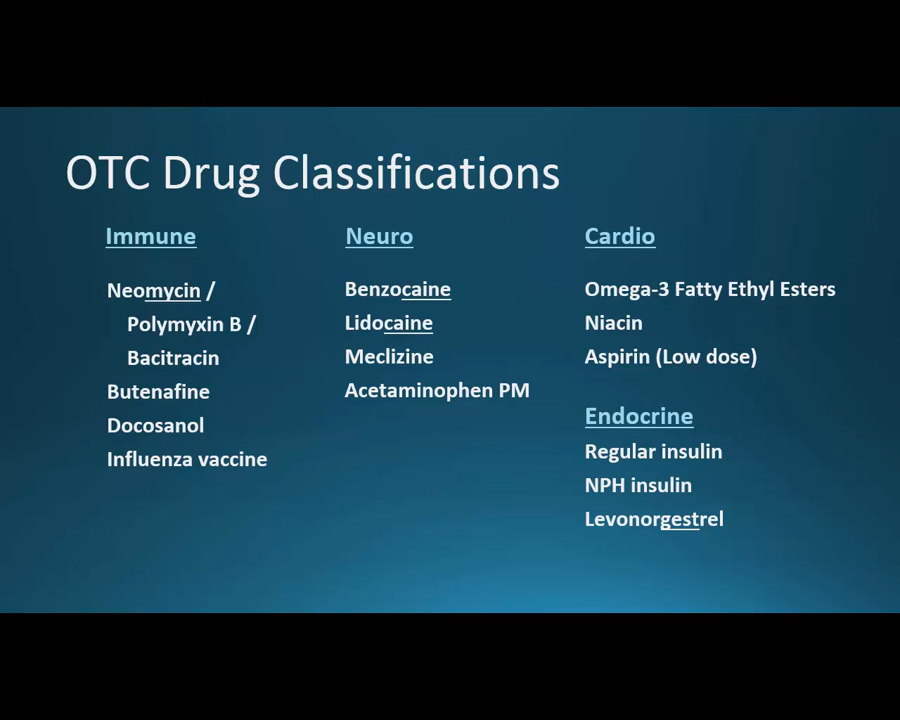 OTC Drug Classifications
Immune
Neomycin /
Polymyxin B /
Bacitracin
Butenafine
Docosanol
Influenza vaccine
Neuro
Benzocaine
Lidocaine
Meclizine
Acetaminophen PM
Cardio
Omega-3 Fatty Ethyl Esters
Niacin
Aspirin (Low dose)
Endocrine
Regular insulin
NPH insulin
Levonorgestrel